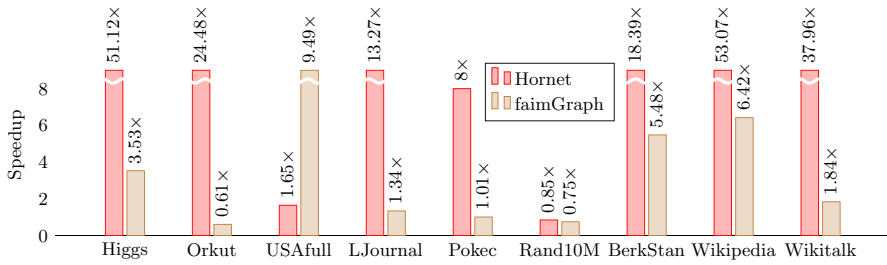 51.12×
24.48×
9.49×
13.27×
8×
18.39×
53.07×
37.96×
Hornet
faimGraph
Speedup
8
6
4
2
0
3.53×
0.61×
1.65×
1.34×
1.01×
0.85×
0.75×
5.48×
6.42×
1.84×
Higgs
Orkut
USAfull
LJournal
Pokec
Rand10M
BerkStan
Wikipedia
Wikitalk